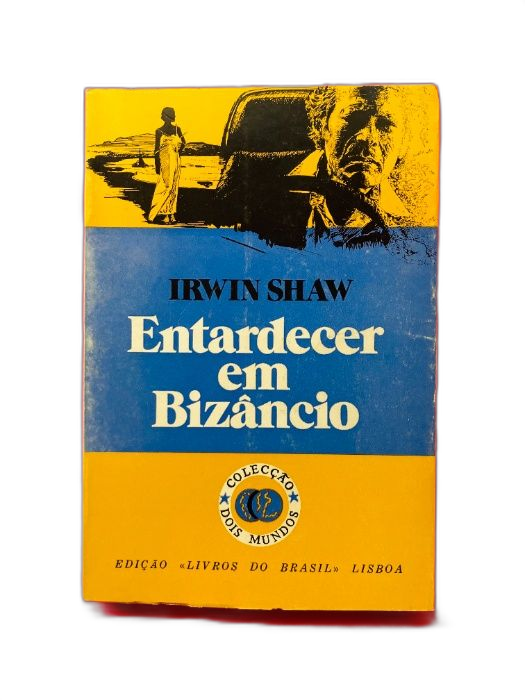 IRWIN SHAW
Entardecer
em
Bizâncio
COLECÇÃO
DOIS MUNDOS
EDIÇÃO «LIVROS DO BRASIL» LISBOA